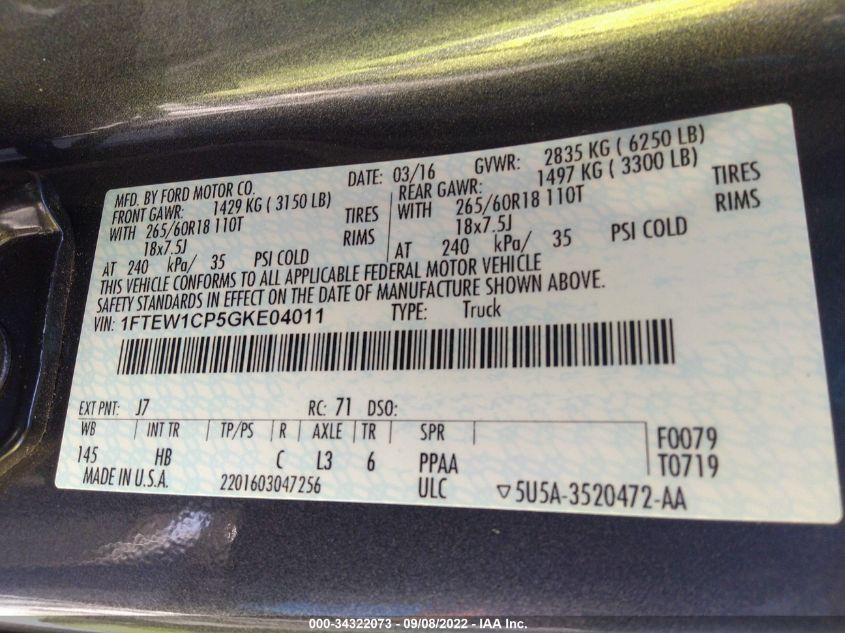 MFD. BY FORD MOTOR CO. DATE: 03/16 GVWR: 2835 KG ( 6250 LB)
FRONT GAWR: 1429 KG ( 3150 LB) REAR GAWR: 1497 KG ( 3300 LB)
WITH 265/60R18 110T TIRES WITH 265/60R18 110T TIRES
18x7.5J RIMS 18x7.5J RIMS
AT 240 kPa/ 35 PSI COLD AT 240 kPa/ 35 PSI COLD
THIS VEHICLE CONFORMS TO ALL APPLICABLE FEDERAL MOTOR VEHICLE
SAFETY STANDARDS IN EFFECT ON THE DATE OF MANUFACTURE SHOWN ABOVE.
VIN: 1FTEW1CP5GKE04011 TYPE: Truck
EXT PNT: J7 RC: 71 DSO:
WB INT TR TP/PS R AXLE TR SPR F0079
145 HB C L3 6 PPAA T0719
MADE IN U.S.A. 2201603047256 ULC ▽5U5A-3520472-AA
000-34322073 - 09/08/2022 - IAA Inc.